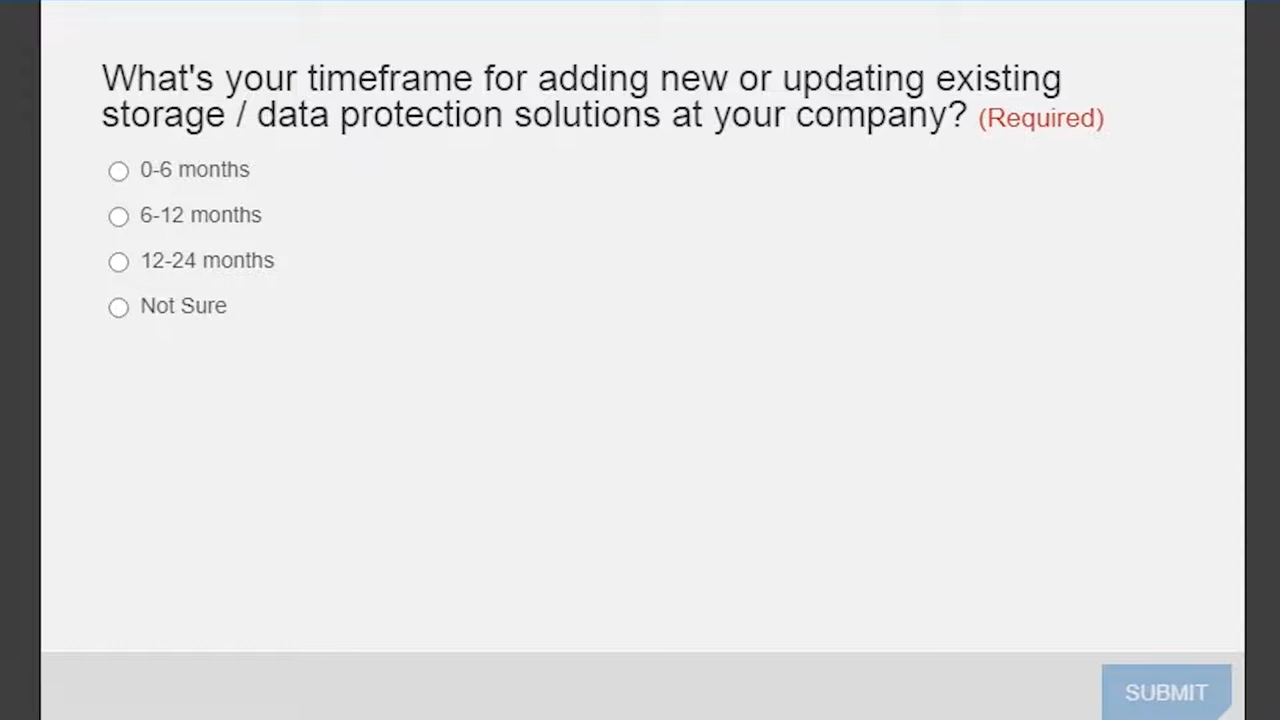 What's your timeframe for adding new or updating existing
storage / data protection solutions at your company? (Required)
0-6 months
6-12 months
12-24 months
Not Sure
SUBMIT